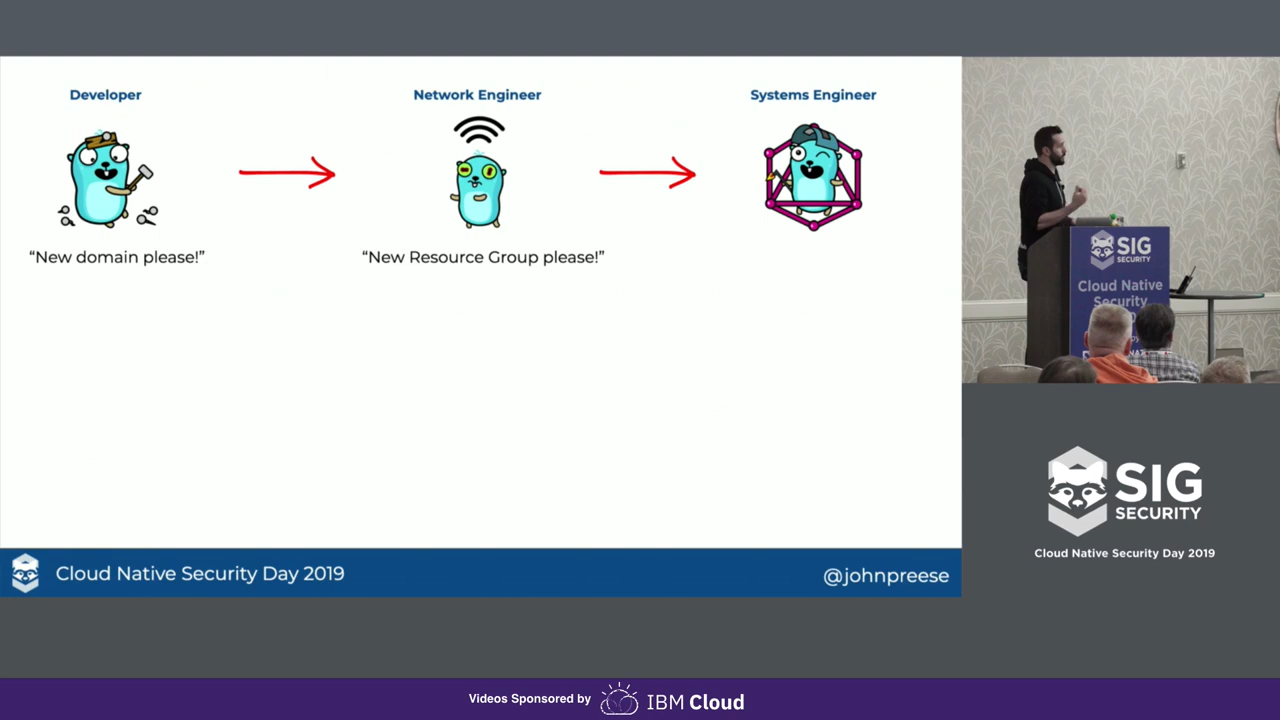 Developer
Network Engineer
Systems Engineer
“New domain please!”
“New Resource Group please!”
Cloud Native Security Day 2019
@johnpreese
SIG
SECURITY
Cloud Native
Security
SIG
SECURITY
Cloud Native Security Day 2019
Videos Sponsored by
IBM Cloud